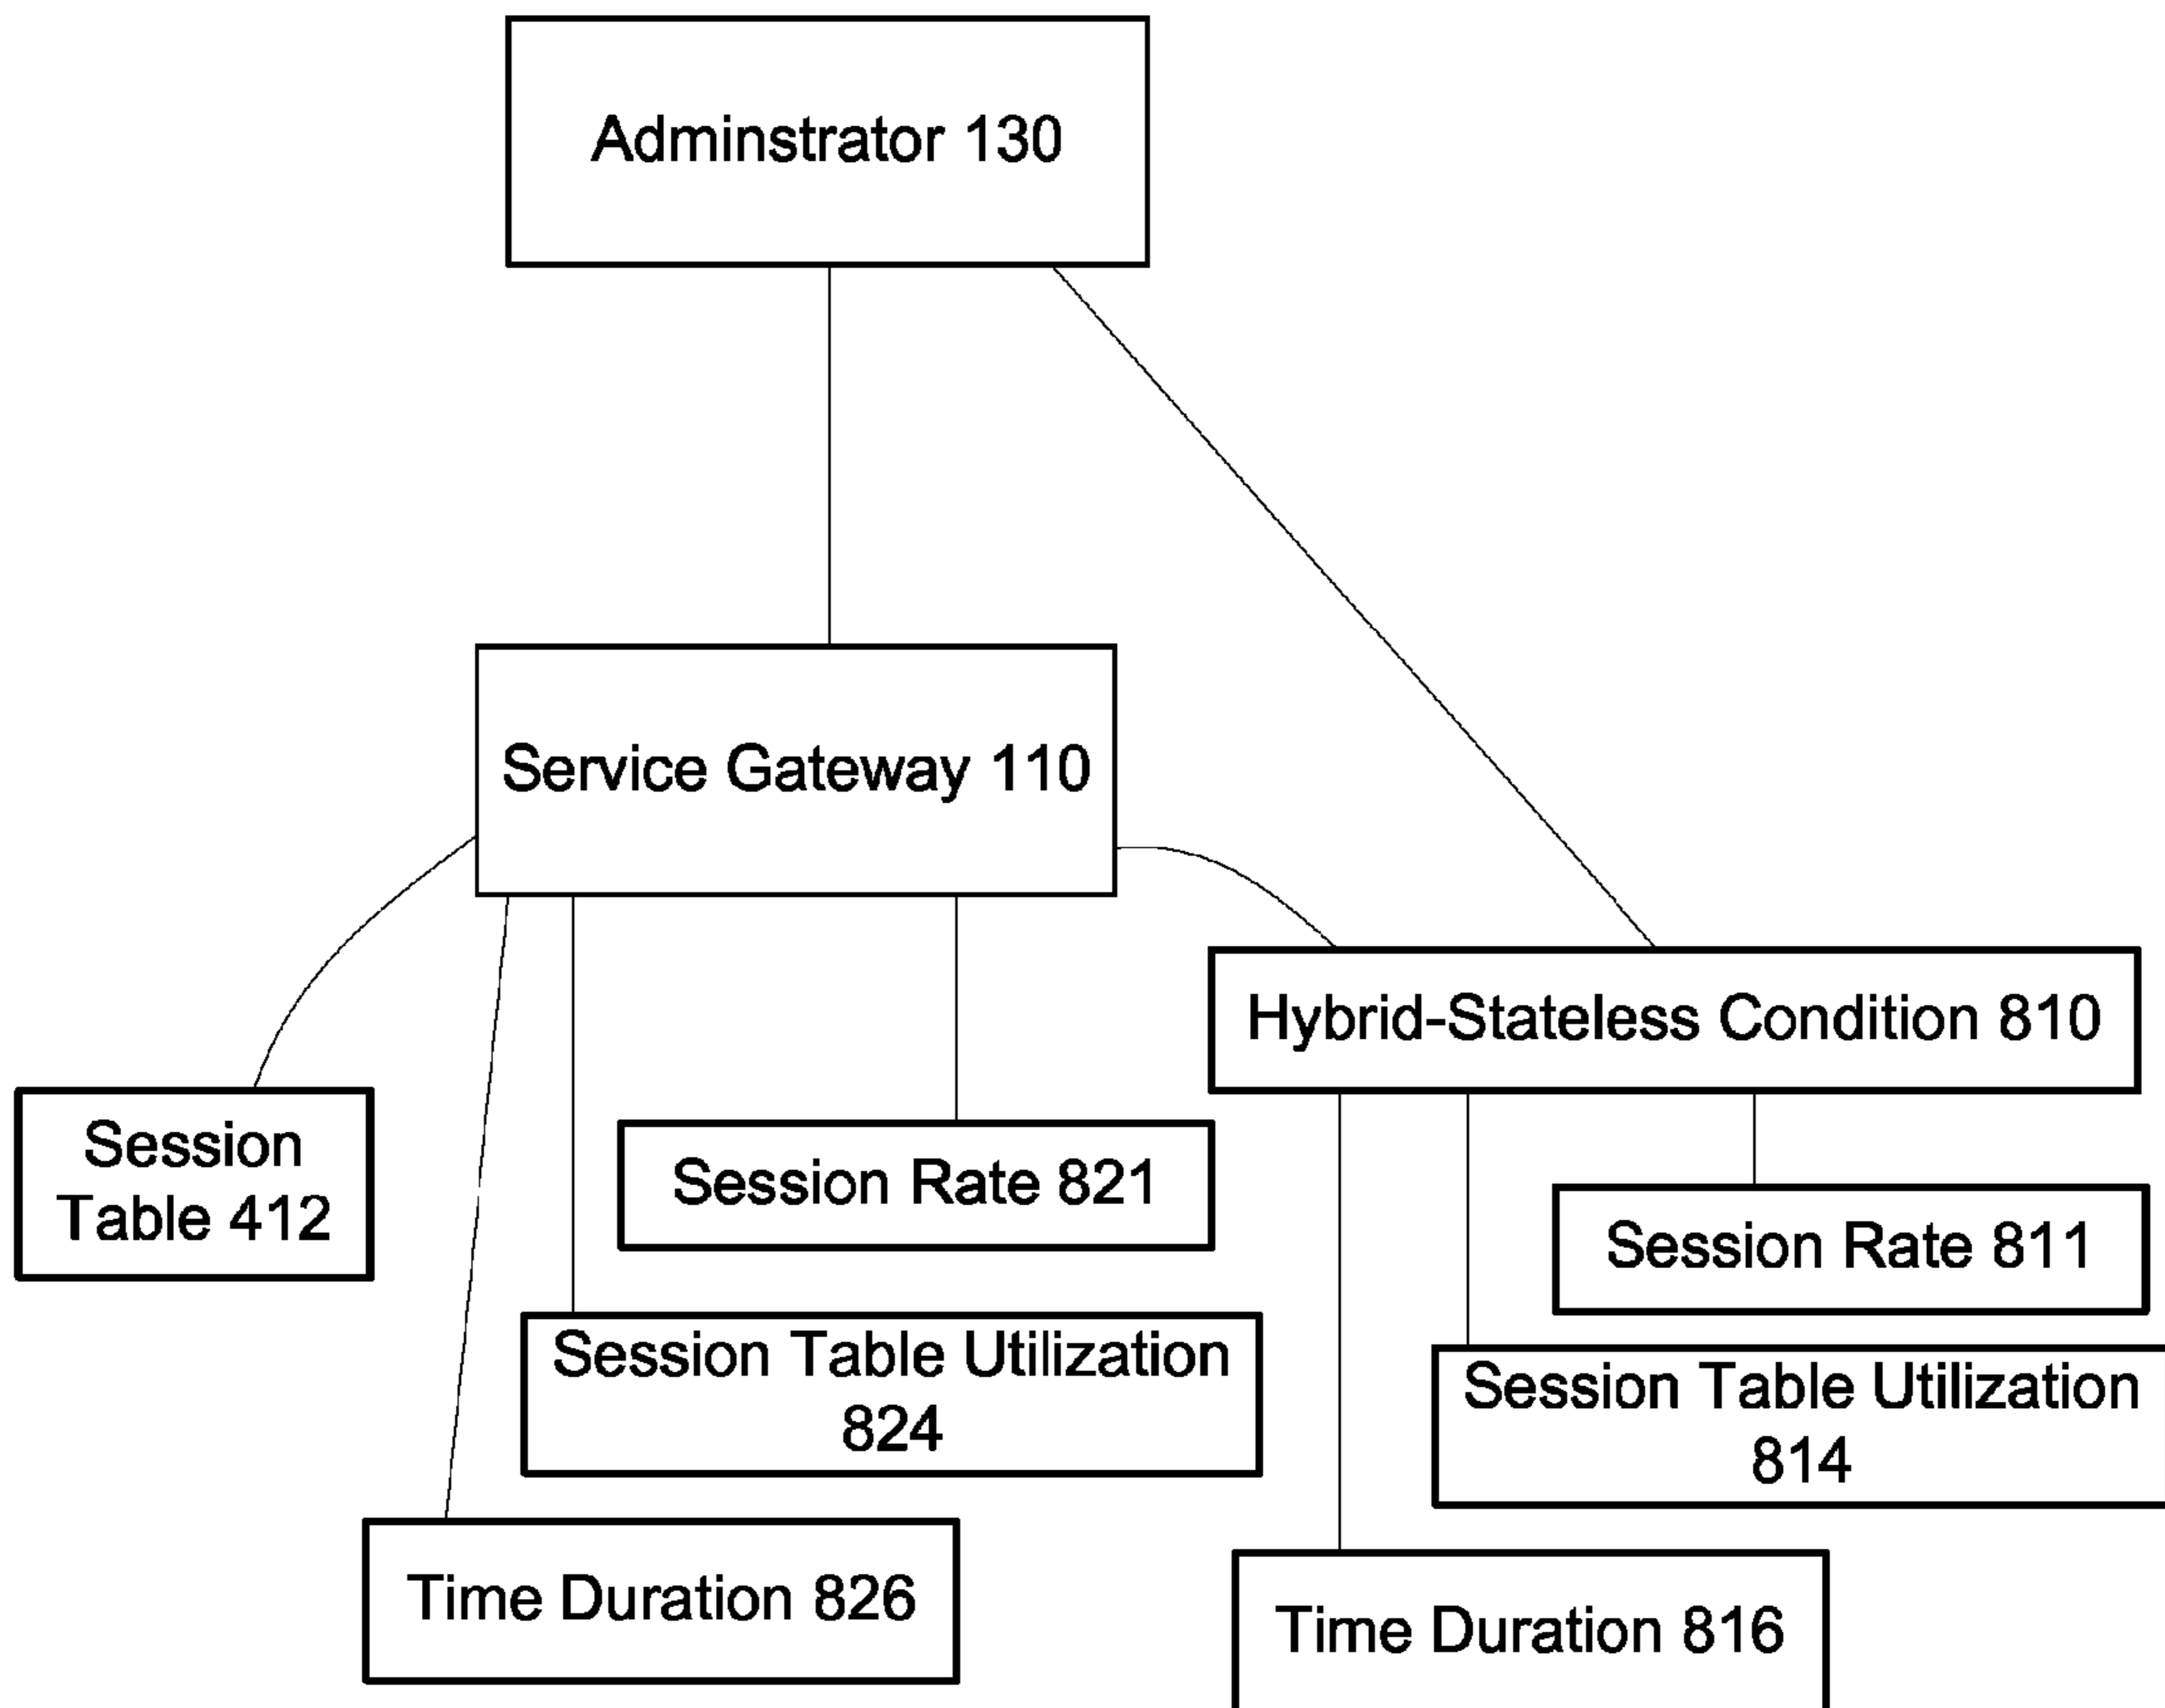 Adminstrator 130
Service Gateway 110
Hybrid-Stateless Condition 810
Session
Table 412
Session Rate 821
Session Rate 811
Session Table Utilization
824
Session Table Utilization
814
Time Duration 826
Time Duration 816